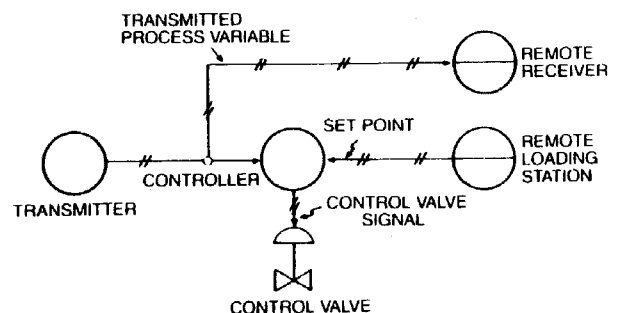 TRANSMITTED
PROCESS VARIABLE
REMOTE
RECEIVER
SET POINT
REMOTE
LOADING
STATION
CONTROLLER
TRANSMITTER
CONTROL VALVE
SIGNAL
CONTROL VALVE